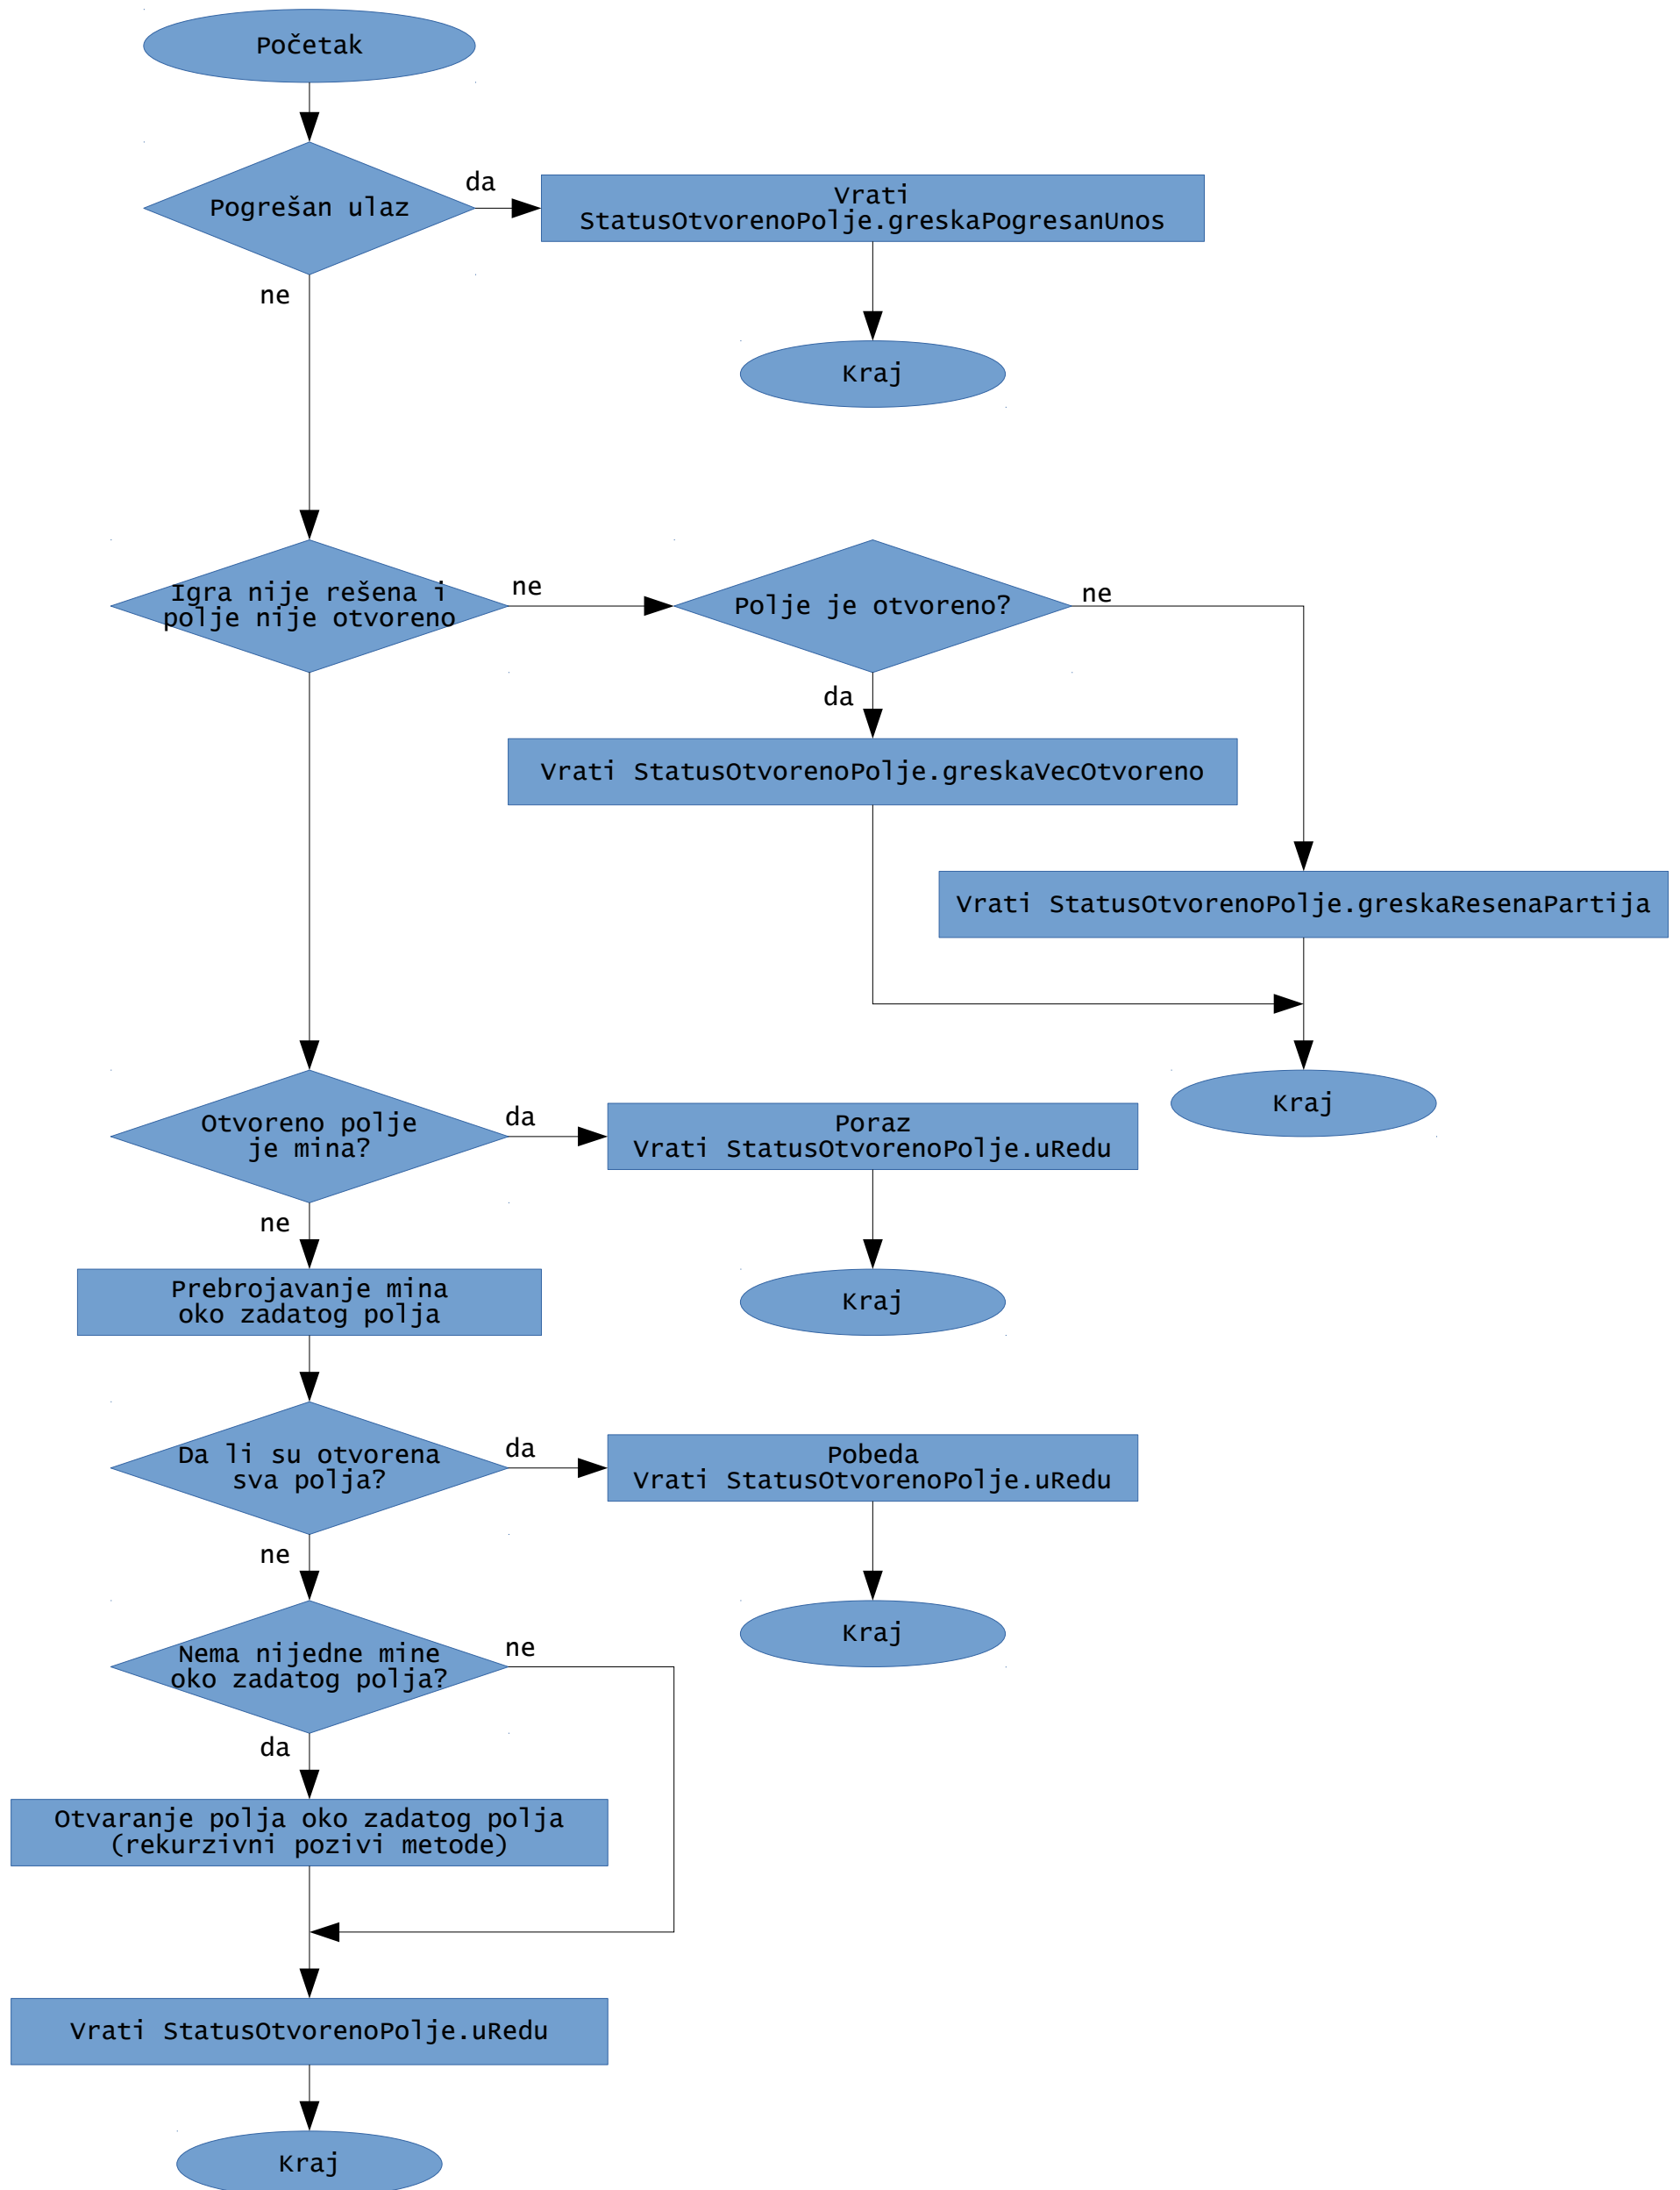 Početak
Pogrešan ulaz
da
Vrati
StatusOtvorenoPolje.greskaPogresanUnos
ne
Kraj
Igra nije rešena i
polje nije otvoreno
ne
Polje je otvoreno?
ne
da
Vrati StatusOtvorenoPolje.greskaVecOtvoreno
Vrati StatusOtvorenoPolje.greskaResenaPartija
Kraj
Otvoreno polje
je mina?
da
Poraz
Vrati StatusOtvorenoPolje.uRedu
ne
Kraj
Prebrojavanje mina
oko zadatog polja
Da li su otvorena
sva polja?
da
Pobeda
Vrati StatusOtvorenoPolje.uRedu
ne
Kraj
Nema nijedne mine
oko zadatog polja?
ne
da
Otvaranje polja oko zadatog polja
(rekurzivni pozivi metode)
Vrati StatusOtvorenoPolje.uRedu
Kraj